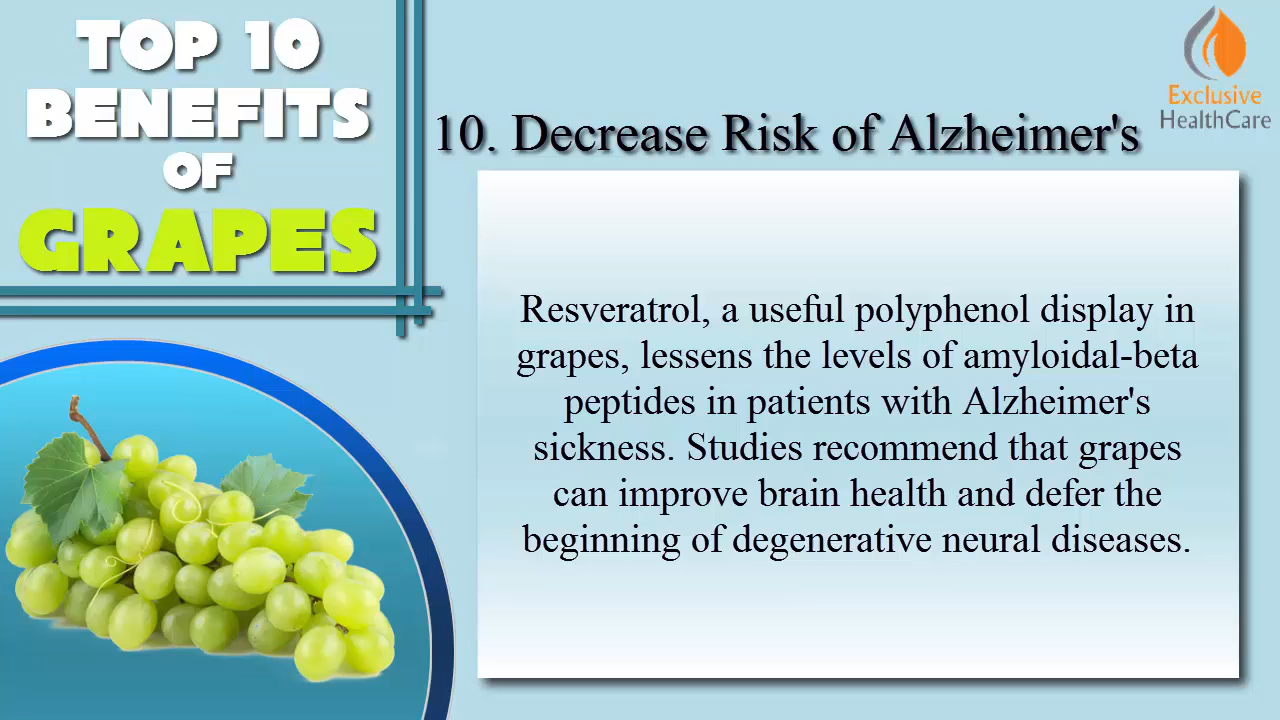 TOP 10
BENEFITS
OF
GRAPES
Exclusive
HealthCare
10. Decrease Risk of Alzheimer's
Resveratrol, a useful polyphenol display in
grapes, lessens the levels of amyloidal-beta
peptides in patients with Alzheimer's
sickness. Studies recommend that grapes
can improve brain health and defer the
beginning of degenerative neural diseases.